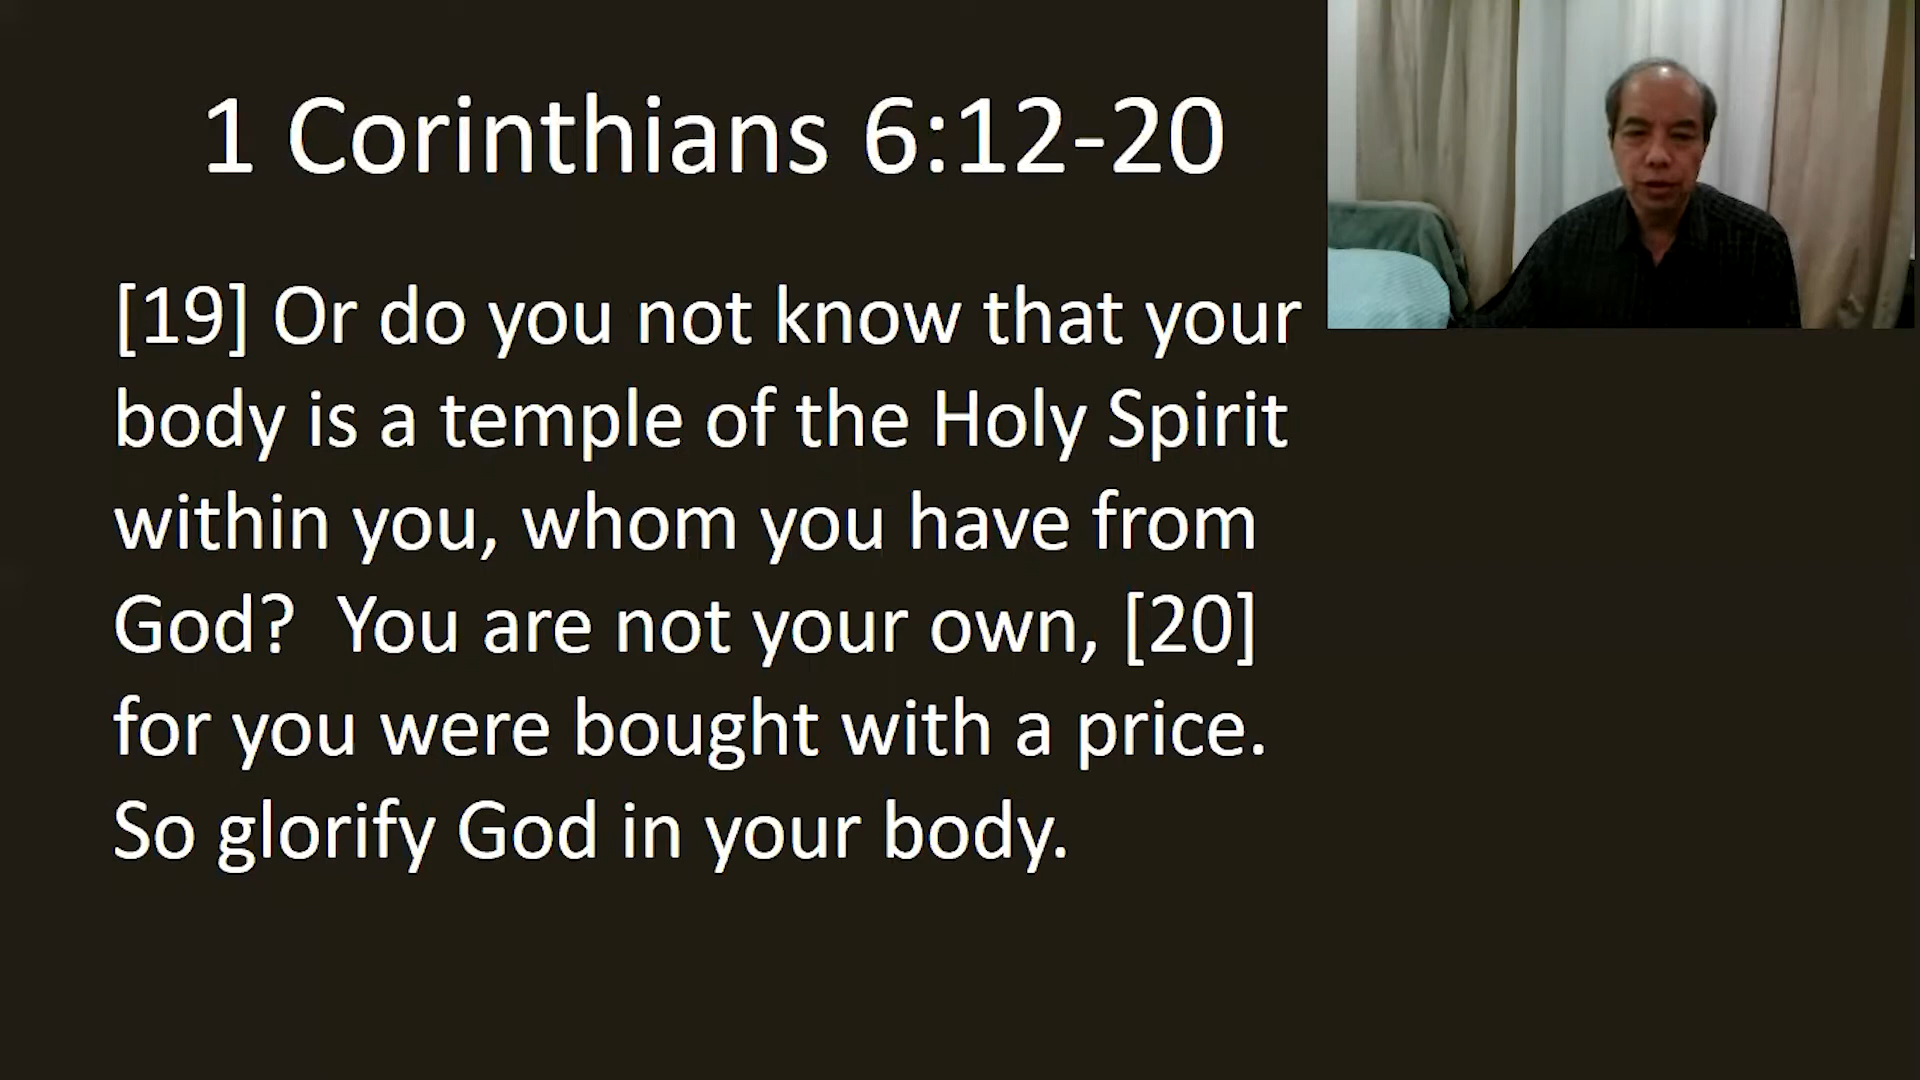 1 Corinthians 6:12-20
[19] Or do you not know that your
body is a temple of the Holy Spirit
within you, whom you have from
God?  You are not your own, [20]
for you were bought with a price.
So glorify God in your body.